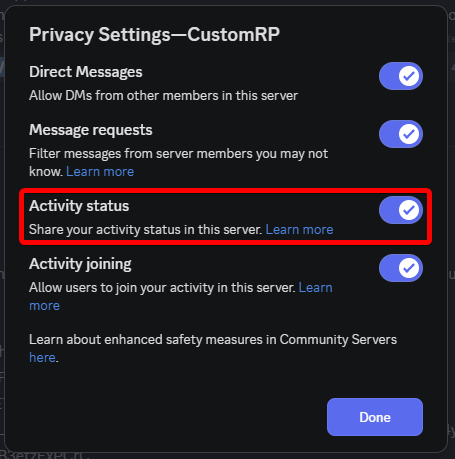 Privacy Settings—CustomRP
Direct Messages
Allow DMs from other members in this server
Message requests
Filter messages from server members you may not
know. Learn more
Activity status
Share your activity status in this server. Learn more
Activity joining
Allow users to join your activity in this server. Learn
more
Learn about enhanced safety measures in Community Servers
here.
Done